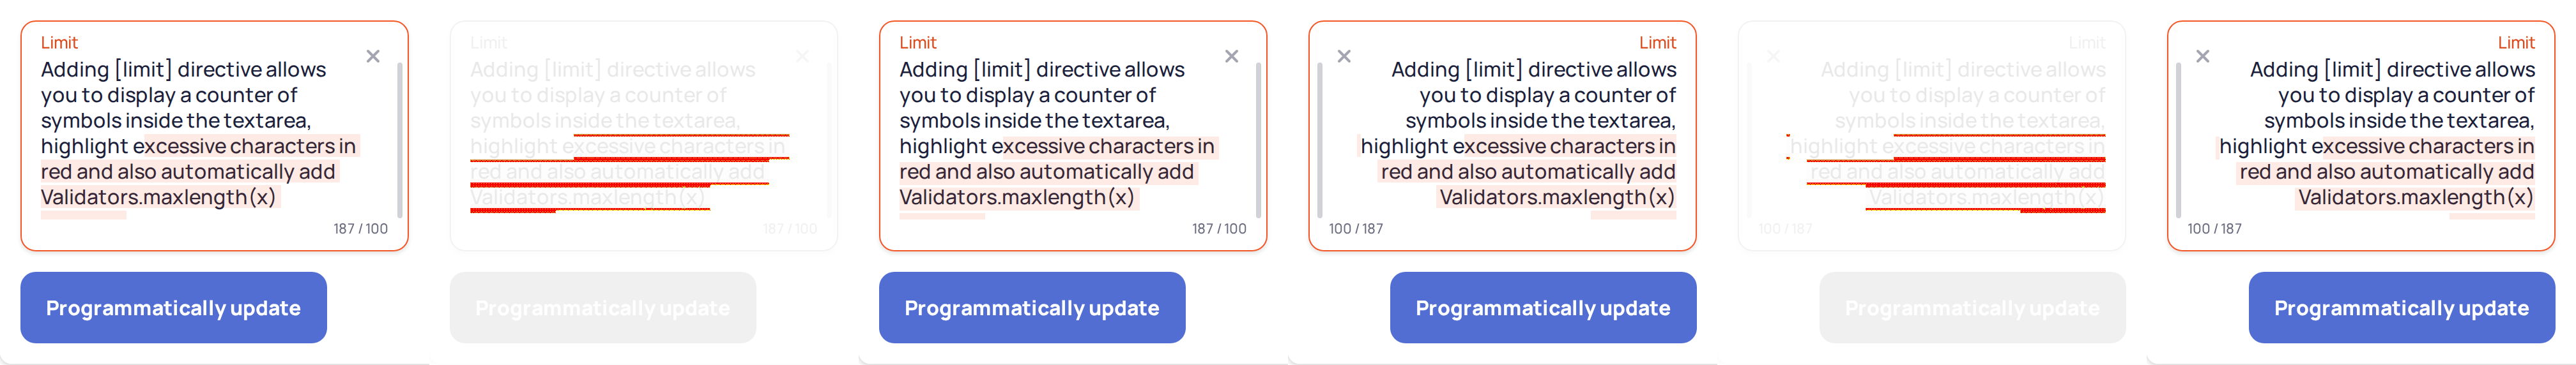 Limit
Adding [limit] directive allows
you to display a counter of
symbols inside the textarea,
highlight excessive characters in
red and also automatically add
Validators.maxlength(x)
187 / 100
Programmatically update
Limit
Adding [limit] directive allows
you to display a counter of
symbols inside the textarea,
highlight excessive characters in
red and also automatically add
Validators.maxlength(x)
187 / 100
Programmatically update
Limit
Adding [limit] directive allows
you to display a counter of
symbols inside the textarea,
highlight excessive characters in
red and also automatically add
Validators.maxlength(x)
187 / 100
Programmatically update
Limit
Adding [limit] directive allows
you to display a counter of
symbols inside the textarea,
highlight excessive characters in
red and also automatically add
Validators.maxlength(x)
100 / 187
Programmatically update
Limit
Adding [limit] directive allows
you to display a counter of
symbols inside the textarea,
highlight excessive characters in
red and also automatically add
Validators.maxlength(x)
100 / 187
Programmatically update
Limit
Adding [limit] directive allows
you to display a counter of
symbols inside the textarea,
highlight excessive characters in
red and also automatically add
Validators.maxlength(x)
100 / 187
Programmatically update